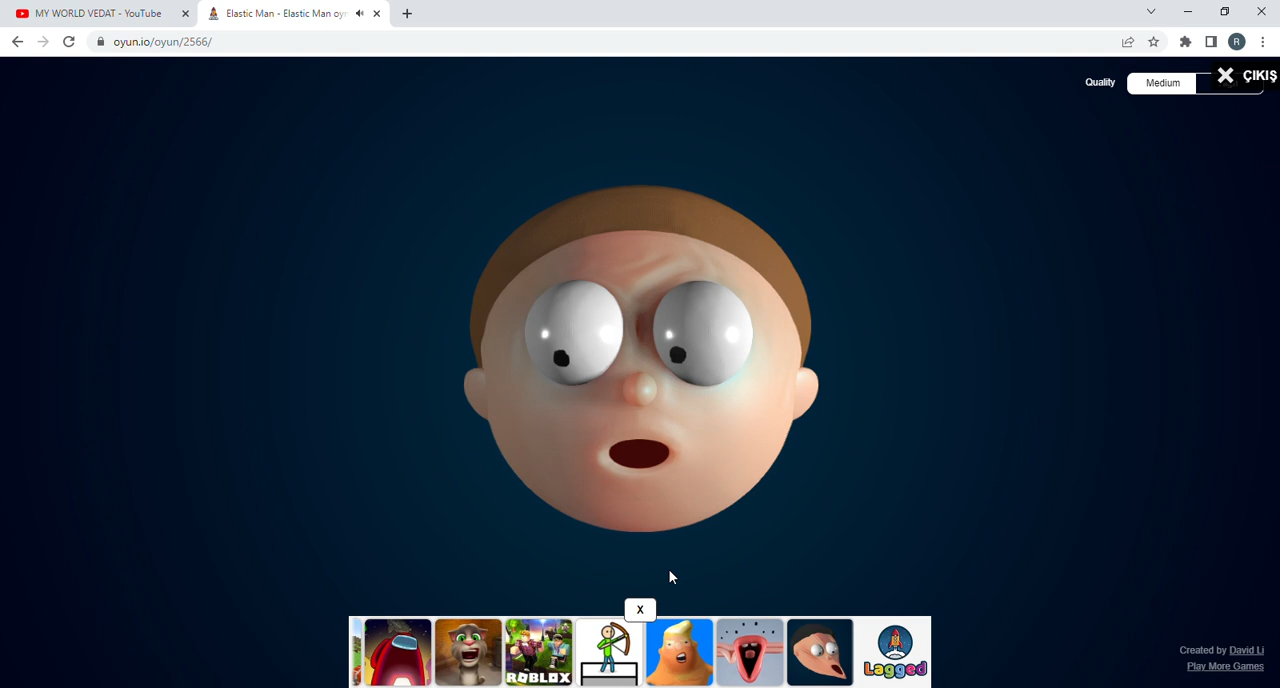 MY WORLD VEDAT - YouTube
Elastic Man - Elastic Man oyn
oyun.io/oyun/2566/
R
Quality
Medium
ÇIKIŞ
X
ROBLOX
Lagged
Created by David Li
Play More Games